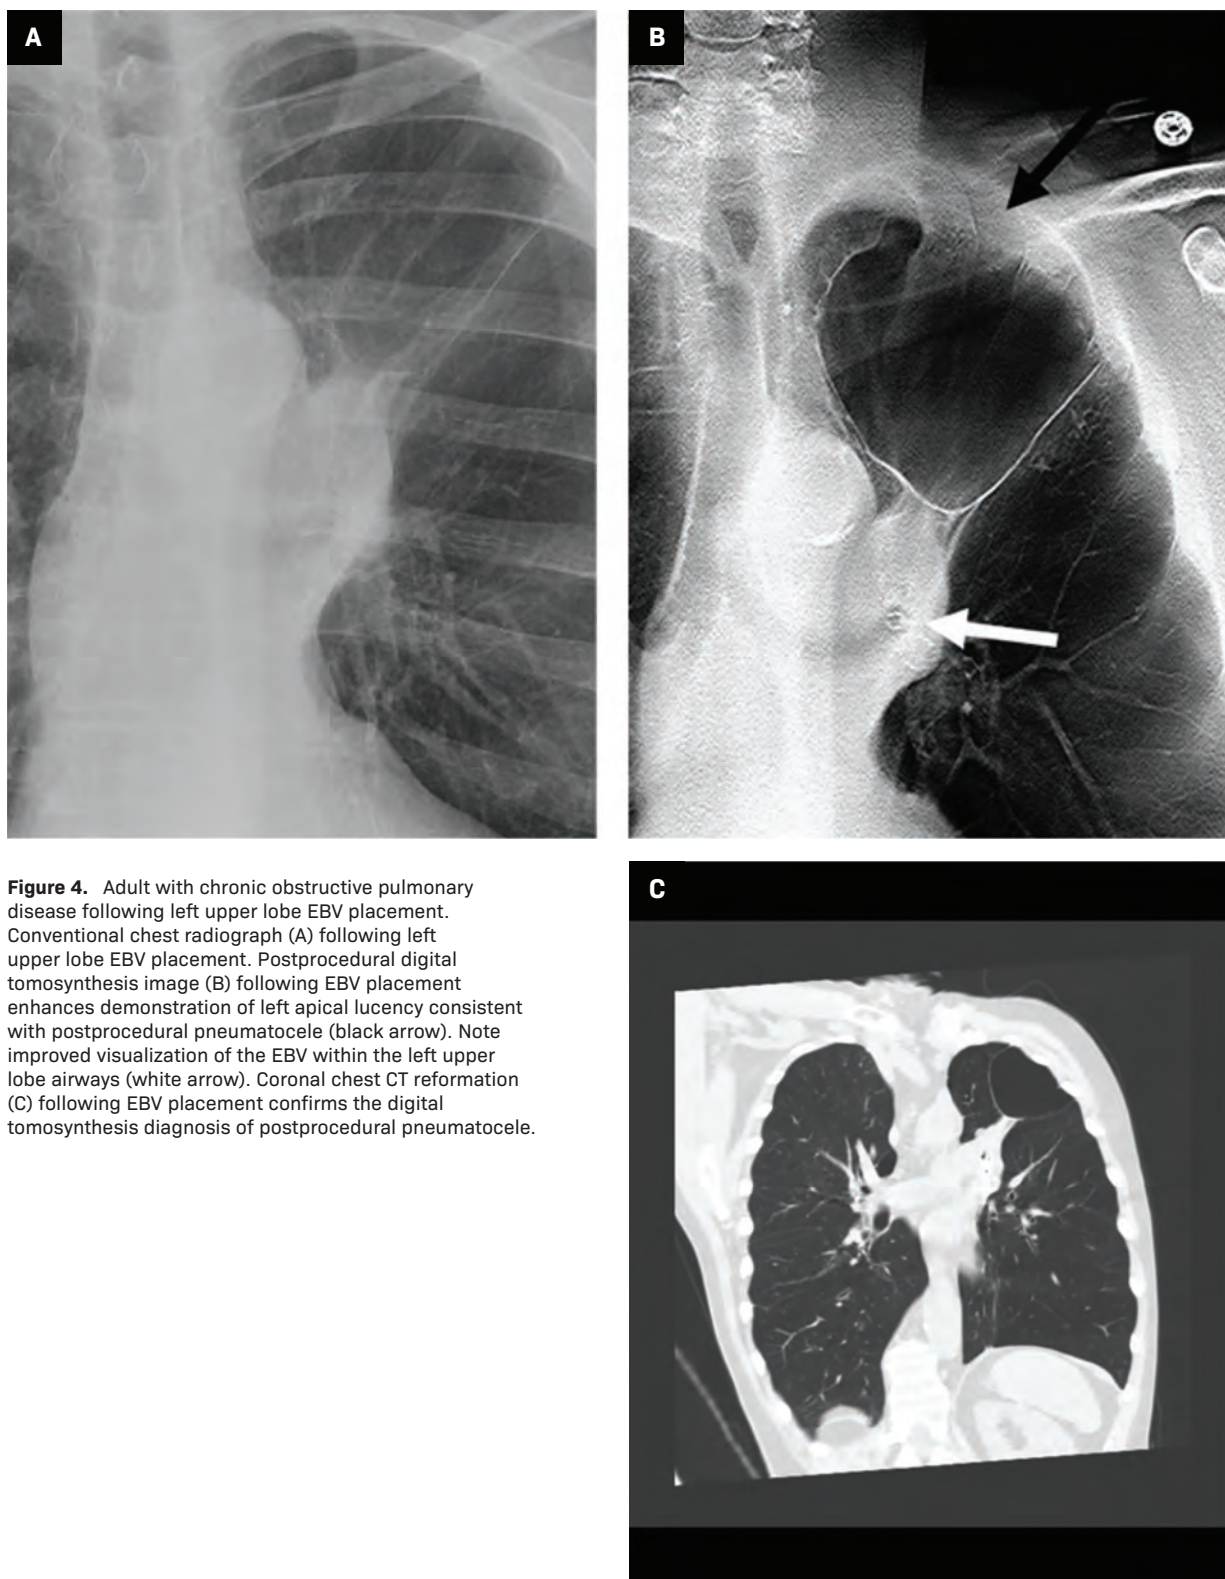 A
B
Figure 4. Adult with chronic obstructive pulmonary
disease following left upper lobe EBV placement.
Conventional chest radiograph (A) following left
upper lobe EBV placement. Postprocedural digital
tomosynthesis image (B) following EBV placement
enhances demonstration of left apical lucency consistent
with postprocedural pneumatocele (black arrow). Note
improved visualization of the EBV within the left upper
lobe airways (white arrow). Coronal chest CT reformation
(C) following EBV placement confirms the digital
tomosynthesis diagnosis of postprocedural pneumatocele.
C